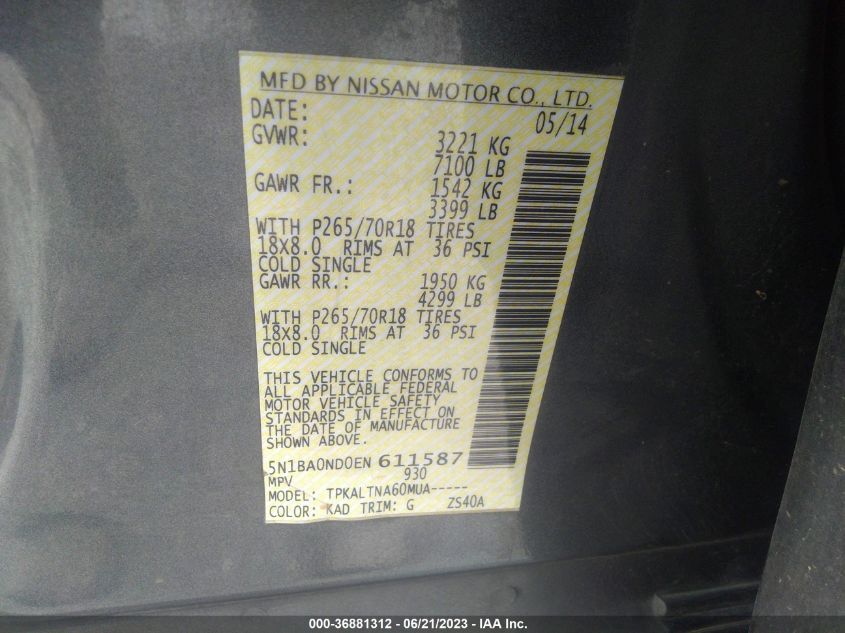 MFD BY NISSAN MOTOR CO., LTD.
DATE: 05/14
GVWR: 3221 KG
7100 LB
GAWR FR.: 1542 KG
3399 LB
WITH P265/70R18 TIRES
18X8.0 RIMS AT 36 PSI
COLD SINGLE
GAWR RR.: 1950 KG
4299 LB
WITH P265/70R18 TIRES
18X8.0 RIMS AT 36 PSI
COLD SINGLE
THIS VEHICLE CONFORMS TO
ALL APPLICABLE FEDERAL
MOTOR VEHICLE SAFETY
STANDARDS IN EFFECT ON
THE DATE OF MANUFACTURE
SHOWN ABOVE.
5N1BA0ND0EN 611587
MPV 930
MODEL: TPKALTNA60MUA-----
COLOR: KAD TRIM: G ZS40A
000-36881312 - 06/21/2023 - IAA Inc.